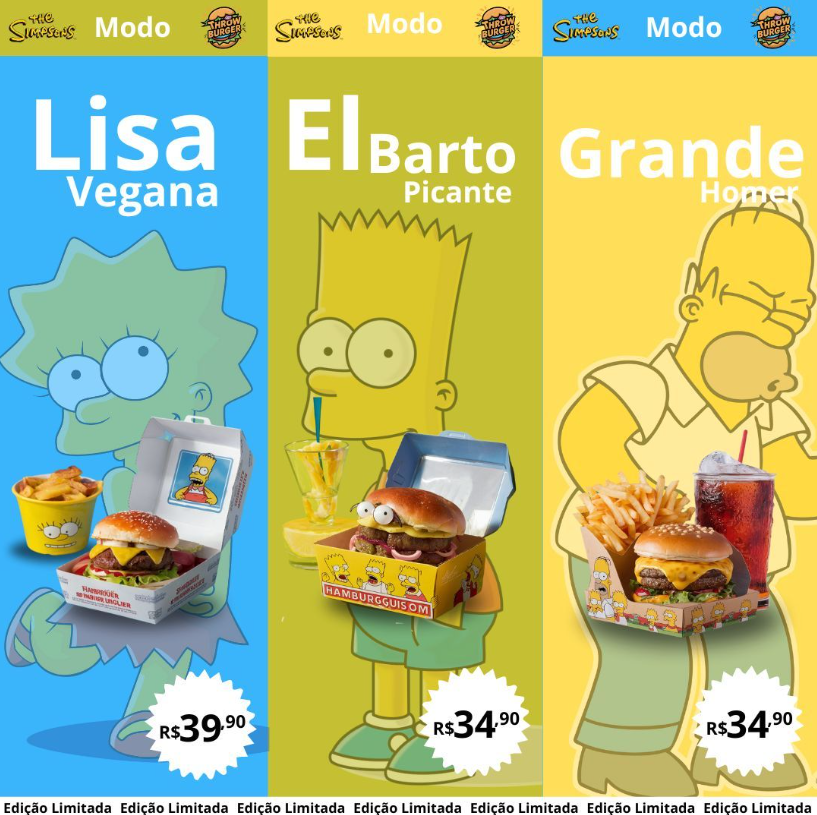 THE
SIMPSONS
Modo
THROW
BURGER
Lisa
Vegana
HAMBURGGUISOM
R$39,90
THE
SIMPSONS
Modo
THROW
BURGER
El Barto
Picante
R$34,90
THE
SIMPSONS
Modo
THROW
BURGER
Grande
Homer
R$34,90
Edição Limitada Edição Limitada Edição Limitada Edição Limitada Edição Limitada Edição Limitada Edição Limitada